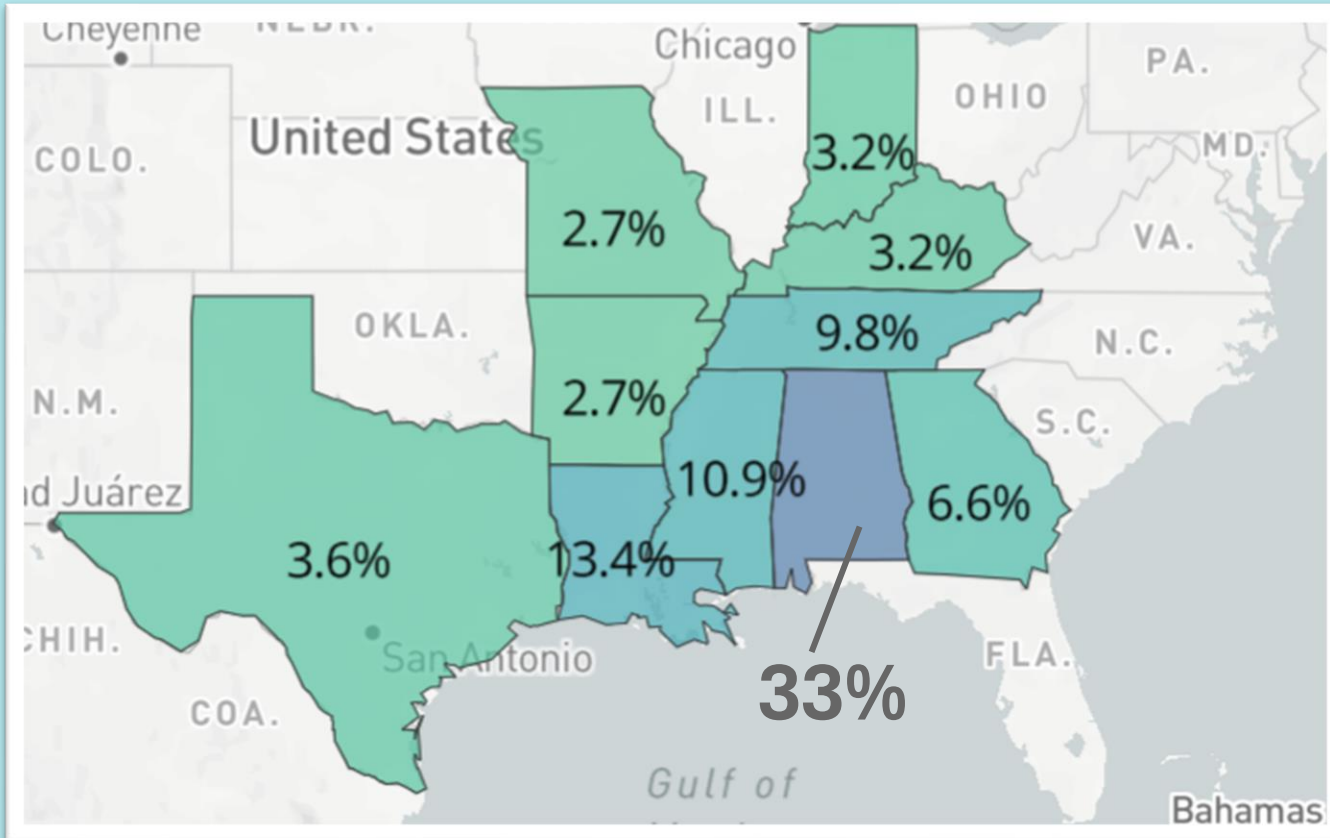 Cheyenne
NEBR.
Chicago
PA.
ILL.
OHIO
United States
COLO.
MD.
3.2%
2.7%
3.2%
VA.
OKLA.
9.8%
N.C.
N.M.
2.7%
S.C.
10.9%
6.6%
d Juárez
3.6%
13.4%
CHIH.
San Antonio
FLA.
33%
COA.
Gulf of
Bahamas